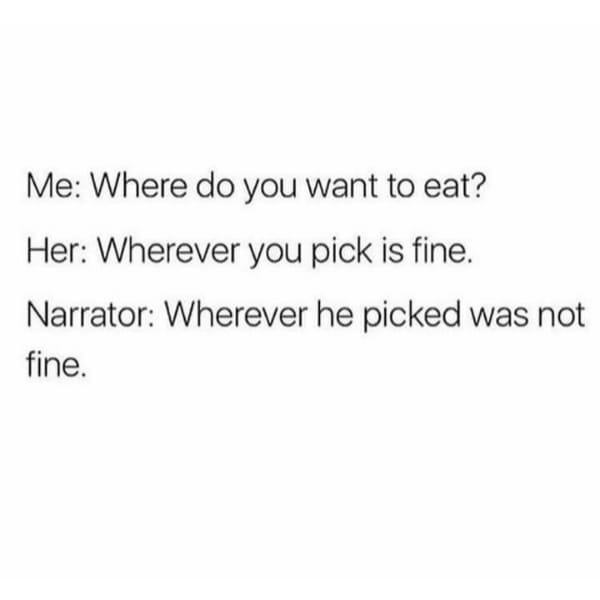 Me: Where do you want to eat?
Her: Wherever you pick is fine.
Narrator: Wherever he picked was not
fine.